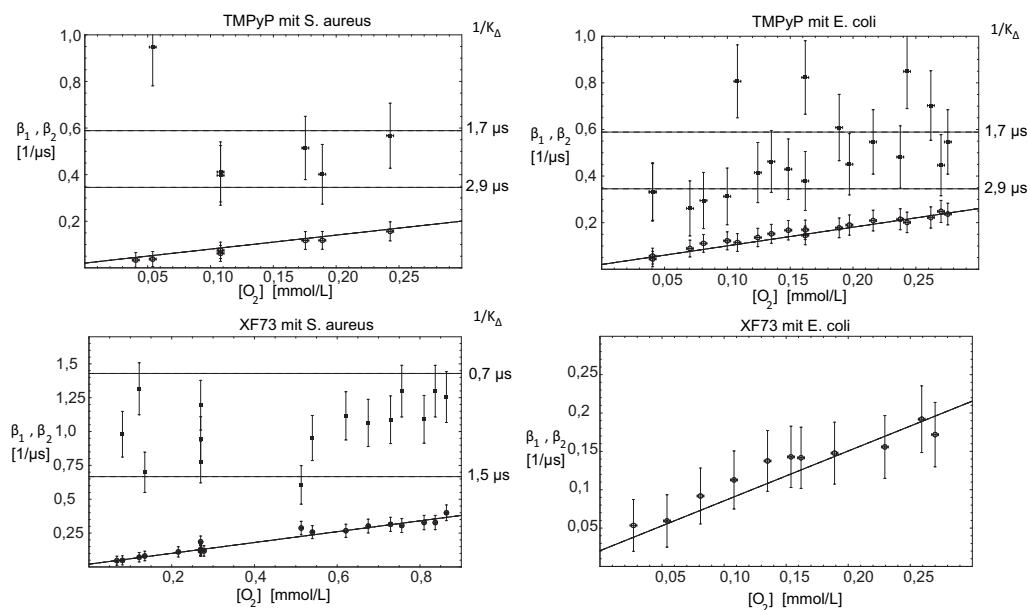 TMPyP mit S. aureus
1/K_Δ
1,0
0,8
0,6
0,4
0,2
β₁ , β₂
[1/µs]
1,7 µs
2,9 µs
0,05 0,10 0,15 0,20 0,25
[O₂] [mmol/L]
TMPyP mit E. coli
1/K_Δ
1,0
0,8
0,6
0,4
0,2
β₁ , β₂
[1/µs]
1,7 µs
2,9 µs
0,05 0,10 0,15 0,20 0,25
[O₂] [mmol/L]
XF73 mit S. aureus
1/K_Δ
1,5
1,25
1,0
0,75
0,5
0,25
β₁ , β₂
[1/µs]
0,7 µs
1,5 µs
0,2 0,4 0,6 0,8
[O₂] [mmol/L]
XF73 mit E. coli
0,25
0,20
0,15
0,1
0,05
β₁ , β₂
[1/µs]
0,05 0,10 0,15 0,20 0,25
[O₂] [mmol/L]